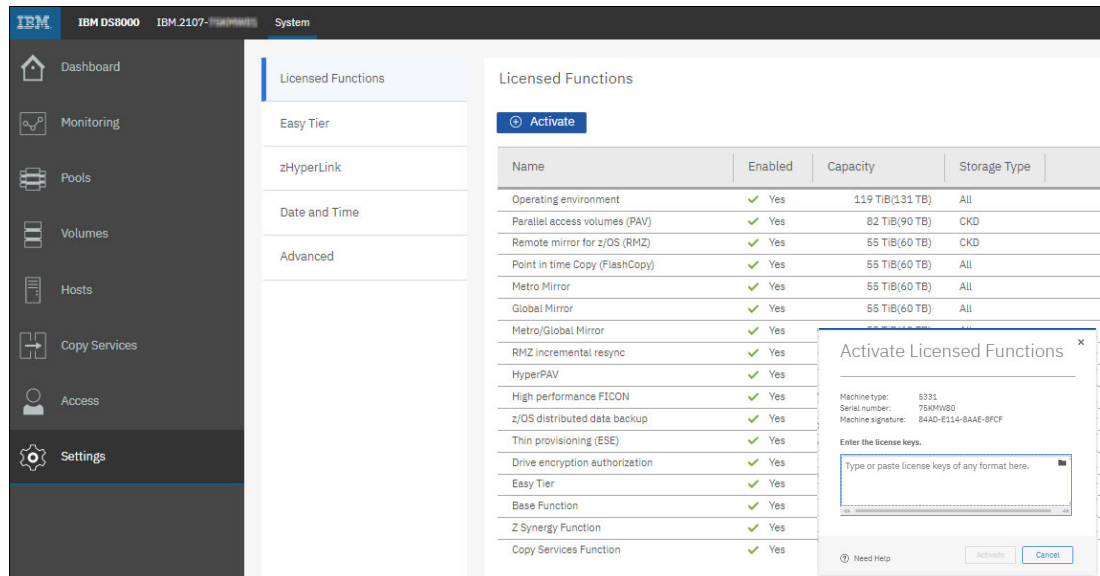 IBM
IBM DS8000 IBM.2107- System
Dashboard
Monitoring
Pools
Volumes
Hosts
Copy Services
Access
Settings
Licensed Functions
Easy Tier
zHyperLink
Date and Time
Advanced
Licensed Functions
Activate
Name Enabled Capacity Storage Type
Operating environment Yes 119 TiB(131 TB) All
Parallel access volumes (PAV) Yes 82 TiB(90 TB) CKD
Remote mirror for z/OS (RMZ) Yes 55 TiB(60 TB) CKD
Point in time Copy (FlashCopy) Yes 55 TiB(60 TB) All
Metro Mirror Yes 55 TiB(60 TB) All
Global Mirror Yes 55 TiB(60 TB) All
Metro/Global Mirror Yes
RMZ incremental resync Yes
HyperPAV Yes
High performance FICON Yes
z/OS distributed data backup Yes
Thin provisioning (ESE) Yes
Drive encryption authorization Yes
Easy Tier Yes
Base Function Yes
Z Synergy Function Yes
Copy Services Function Yes
Activate Licensed Functions
Machine type: 5331
Serial number: 75KMW80
Machine signature: 84AD-E114-8AAE-8FCF
Enter the license keys.
Type or paste license keys of any format here.
Need Help Activate Cancel